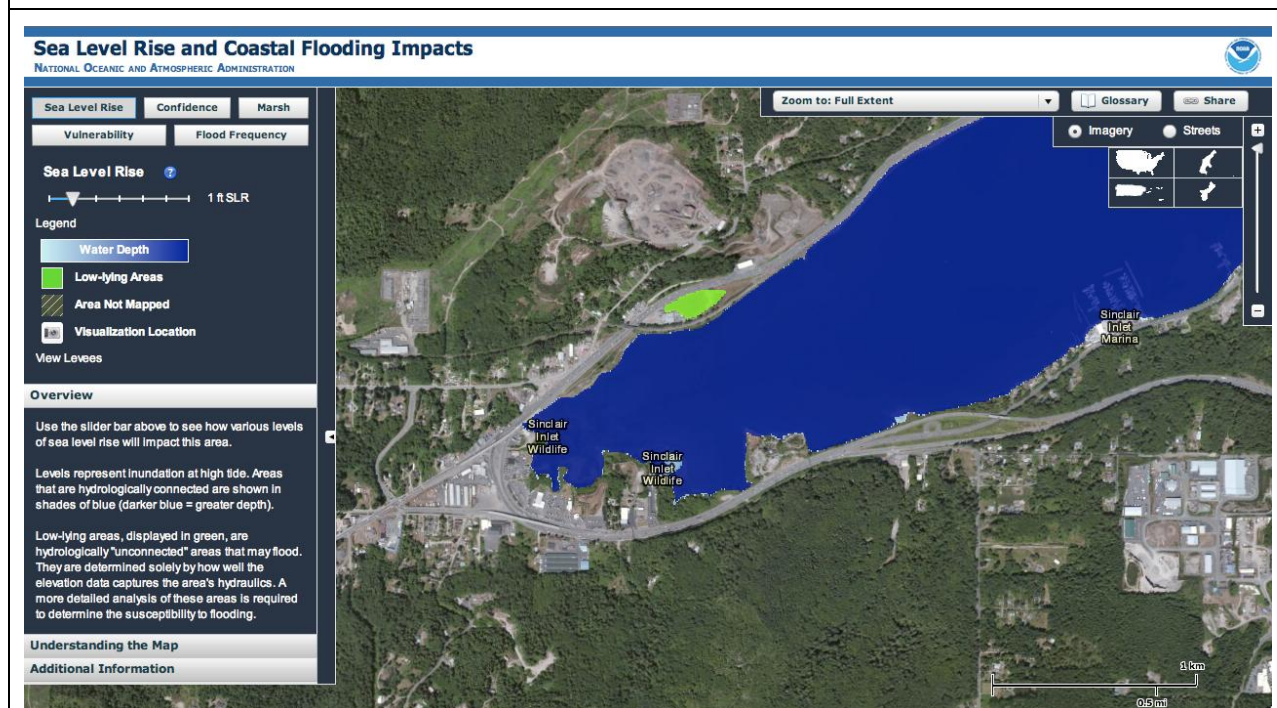 Sea Level Rise and Coastal Flooding Impacts
NATIONAL OCEANIC AND ATMOSPHERIC ADMINISTRATION
Sea Level Rise
Confidence
Marsh
Vulnerability
Flood Frequency
Sea Level Rise ?
1 ft SLR
Legend
Water Depth
Low-lying Areas
Area Not Mapped
Visualization Location
View Levees
Overview
Use the slider bar above to see how various levels
of sea level rise will impact this area.
Levels represent inundation at high tide. Areas
that are hydrologically connected are shown in
shades of blue (darker blue = greater depth).
Low-lying areas, displayed in green, are
hydrologically "unconnected" areas that may flood.
They are determined solely by how well the
elevation data captures the area's hydraulics. A
more detailed analysis of these areas is required
to determine the susceptibility to flooding.
Understanding the Map
Additional Information
Zoom to: Full Extent
Glossary
Share
Imagery
Streets
Sinclair
Inlet
Marina
Sinclair
Inlet
Wildlife
Sinclair
Inlet
Wildlife
1 km
0.5 mi